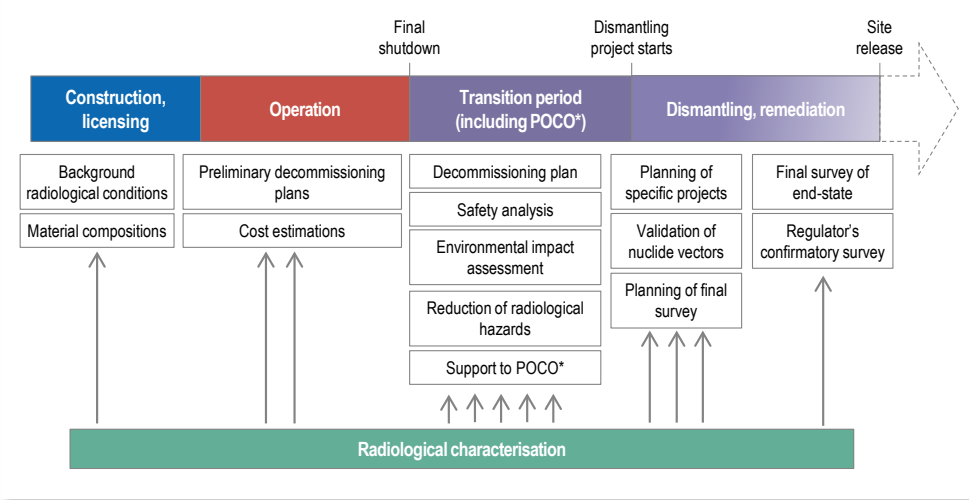 Final
shutdown
Dismantling
project starts
Site
release
Construction,
licensing
Operation
Transition period
(including POCO*)
Dismantling, remediation
Background
radiological conditions
Material compositions
Preliminary decommissioning
plans
Cost estimations
Decommissioning plan
Safety analysis
Environmental impact
assessment
Reduction of radiological
hazards
Support to POCO*
Planning of
specific projects
Validation of
nuclide vectors
Planning of final
survey
Final survey of
end-state
Regulator’s
confirmatory survey
Radiological characterisation